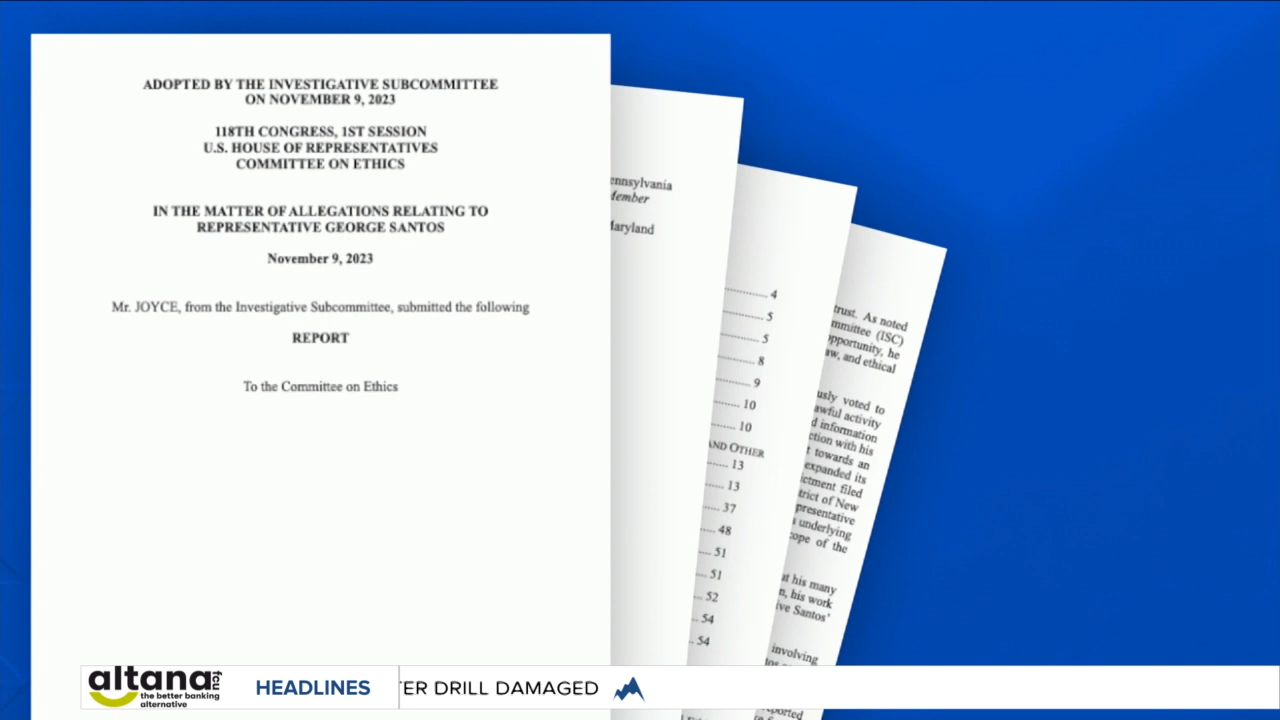 ADOPTED BY THE INVESTIGATIVE SUBCOMMITTEE
ON NOVEMBER 9, 2023
118TH CONGRESS, 1ST SESSION
U.S. HOUSE OF REPRESENTATIVES
COMMITTEE ON ETHICS
IN THE MATTER OF ALLEGATIONS RELATING TO
REPRESENTATIVE GEORGE SANTOS
November 9, 2023
Mr. JOYCE, from the Investigative Subcommittee, submitted the following
REPORT
To the Committee on Ethics
ennsylvania
Member
Maryland
.......... 4
.......... 5
.......... 5
.......... 8
.......... 9
.......... 10
.......... 10
AND OTHER
....... 13
....... 13
....... 37
..... 48
.... 51
.... 51
... 52
.. 54
.. 54
trust. As noted
mmittee (ISC)
pportunity, he
aw, and ethical
usly voted to
awful activity
d information
ction with his
t towards an
expanded its
ctment filed
trict of New
presentative
s underlying
cope of the
at his many
n, his work
ive Santos'
involving
altana fcu
the better banking
alternative
HEADLINES
TER DRILL DAMAGED